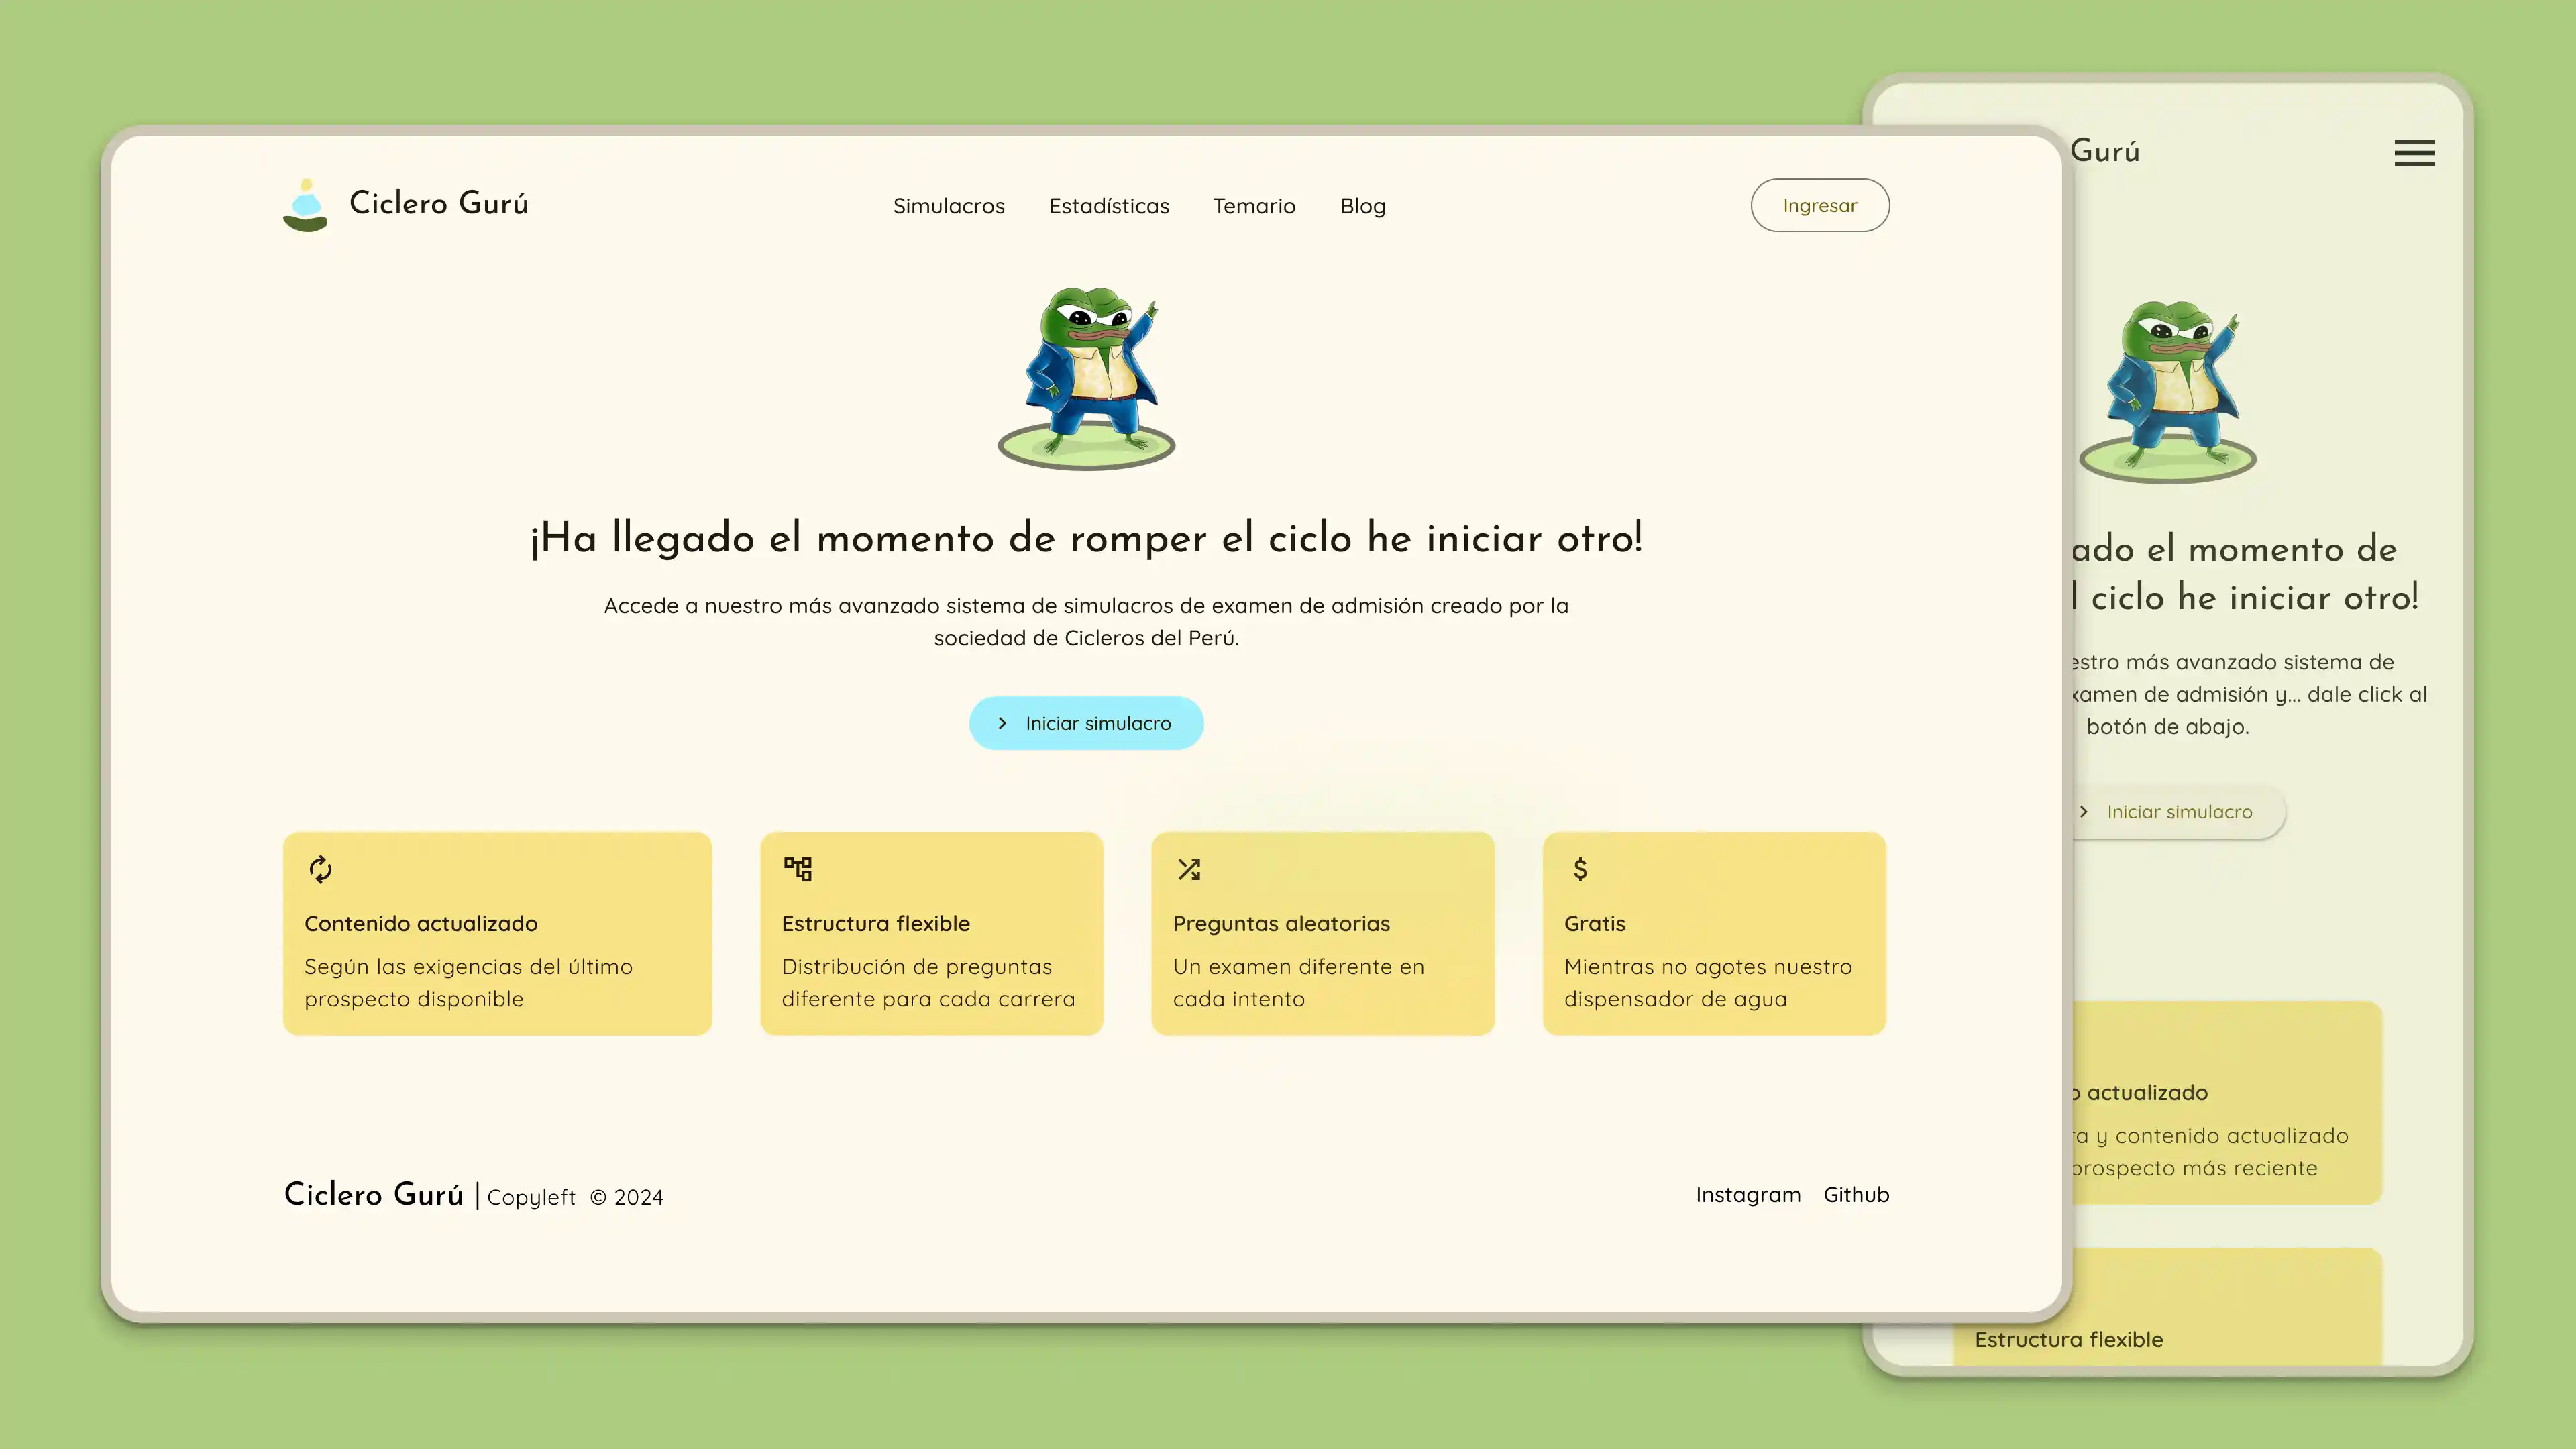 Ciclero Gurú
Simulacros Estadísticas Temario Blog
Ingresar
¡Ha llegado el momento de romper el ciclo he iniciar otro!
Accede a nuestro más avanzado sistema de simulacros de examen de admisión creado por la
sociedad de Cicleros del Perú.
Iniciar simulacro
Contenido actualizado
Según las exigencias del último
prospecto disponible
Estructura flexible
Distribución de preguntas
diferente para cada carrera
Preguntas aleatorias
Un examen diferente en
cada intento
Gratis
Mientras no agotes nuestro
dispensador de agua
Ciclero Gurú | Copyleft © 2024
Instagram Github
Gurú
el momento de
ciclo he iniciar otro!
más avanzado sistema de
de admisión y... dale click al
botón de abajo.
Iniciar simulacro
actualizado
y contenido actualizado
prospecto más reciente
Estructura flexible